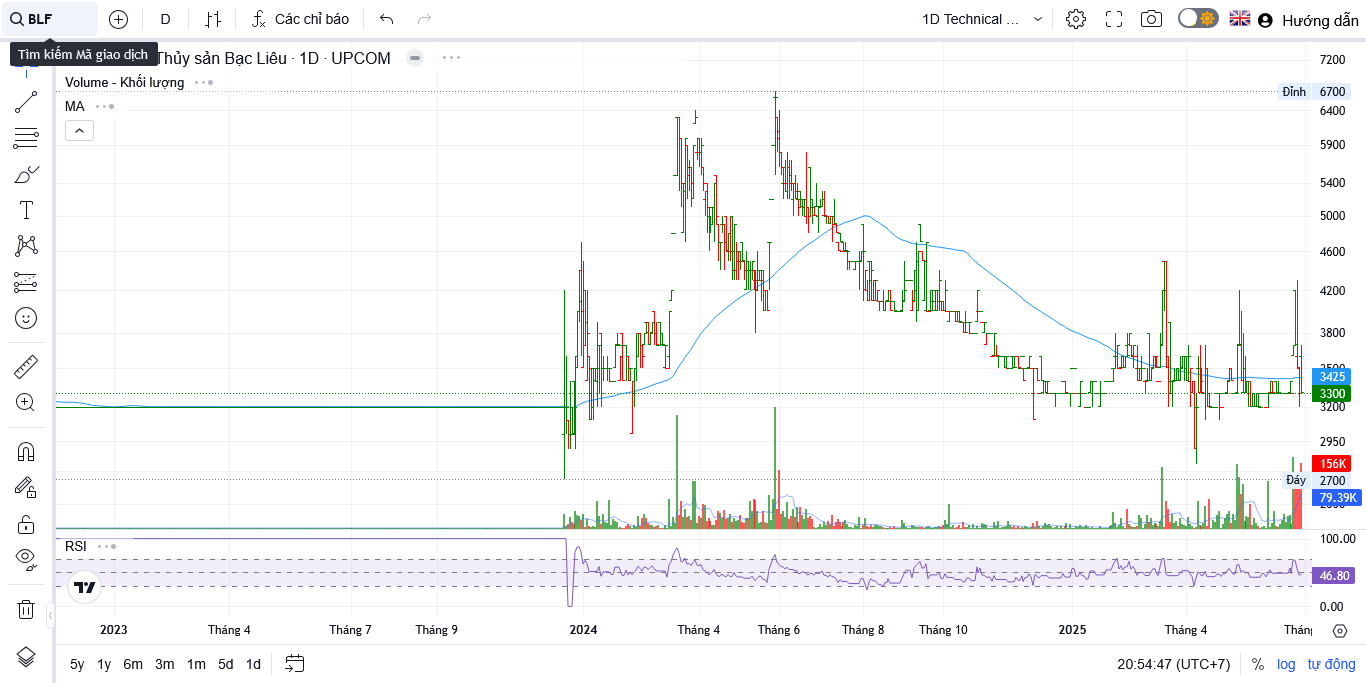 BLF
D
Các chỉ báo
1D Technical ...
Hướng dẫn
Tìm kiếm Mã giao dịch
Thủy sản Bạc Liêu · 1D · UPCOM
Volume - Khối lượng
MA
7200
Đỉnh 6700
6400
5900
5400
5000
4600
4200
3800
3500
3425
3300
3200
2950
156K
Đáy 2700
79.39K
RSI
100.00
46.80
0.00
2023
Tháng 4
Tháng 7
Tháng 9
2024
Tháng 4
Tháng 6
Tháng 8
Tháng 10
2025
Tháng 4
Thán
5y 1y 6m 3m 1m 5d 1d
20:54:47 (UTC+7)
%
log
tự động